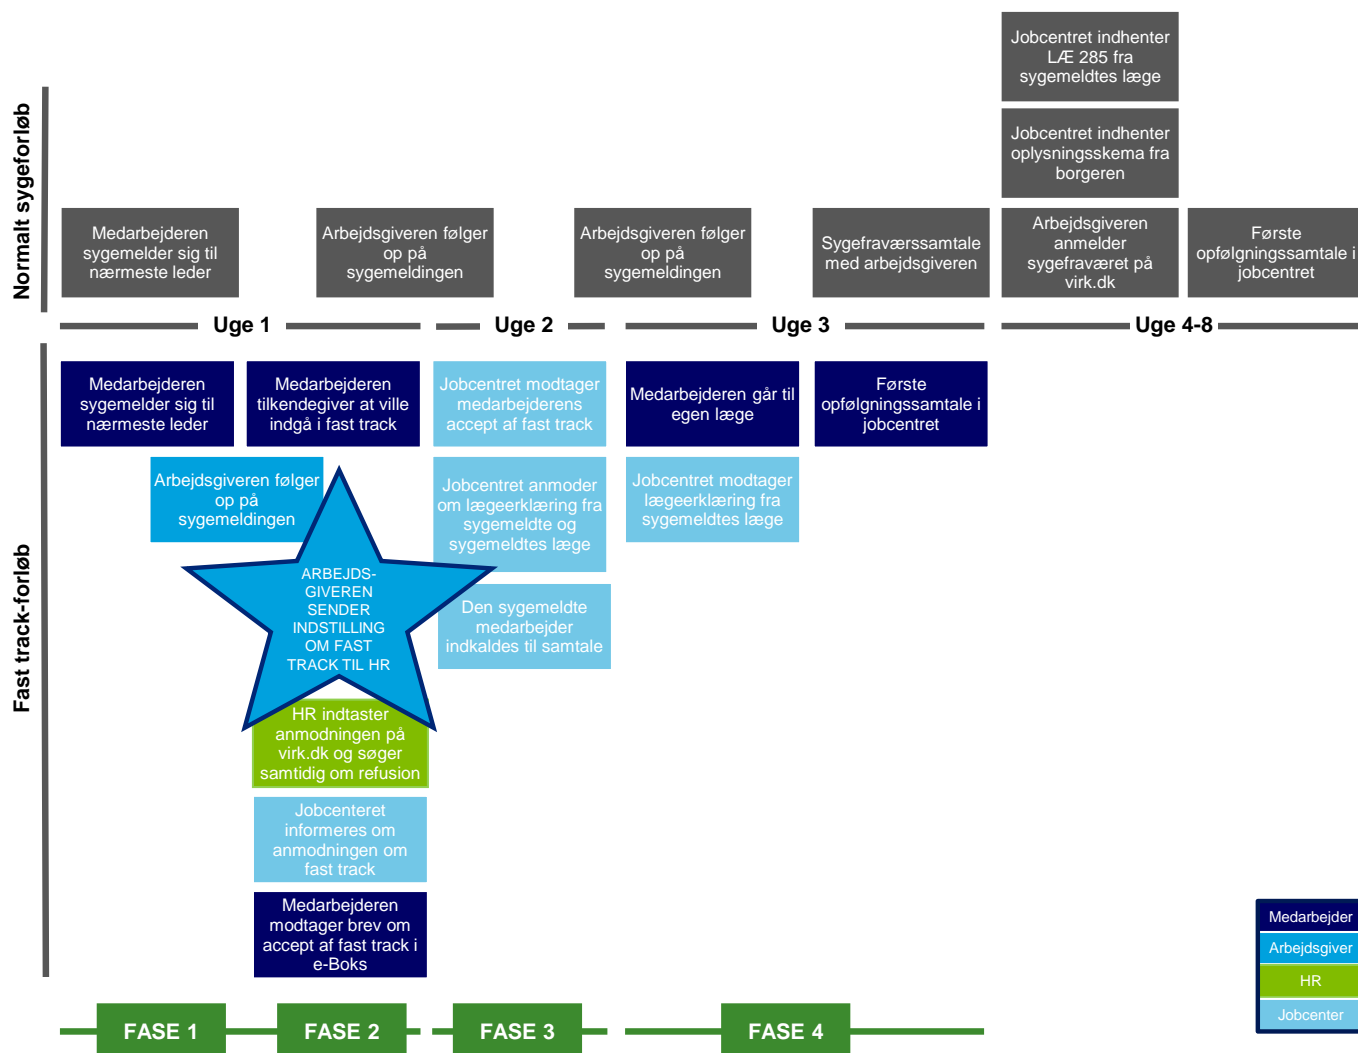 Normalt sygeforløb
Jobcentret indhenter
LÆ 285 fra
sygemeldtes læge
Jobcentret indhenter
oplysningsskema fra
borgeren
Medarbejderen
sygemelder sig til
nærmeste leder
Arbejdsgiveren følger
op på
sygemeldingen
Arbejdsgiveren følger
op på
sygemeldingen
Sygefraværssamtale
med arbejdsgiveren
Arbejdsgiveren
anmelder
sygefraværet på
virk.dk
Første
opfølgningssamtale i
jobcentret
Uge 1
Uge 2
Uge 3
Uge 4-8
Fast track-forløb
Medarbejderen
sygemelder sig til
nærmeste leder
Medarbejderen
tilkendegiver at ville
indgå i fast track
Jobcentret modtager
medarbejderens
accept af fast track
Medarbejderen går til
egen læge
Første
opfølgningssamtale i
jobcentret
Arbejdsgiveren følger
op på
sygemeldingen
Jobcentret anmoder
om lægeerklæring fra
sygemeldte og
sygemeldtes læge
Jobcentret modtager
lægeerklæring fra
sygemeldtes læge
ARBEJDS-
GIVEREN
SENDER
INDSTILLING
OM FAST
TRACK TIL HR
Den sygemeldte
medarbejder
indkaldes til samtale
HR indtaster
anmodningen på
virk.dk og søger
samtidig om refusion
Jobcenteret
informeres om
anmodningen om
fast track
Medarbejderen
modtager brev om
accept af fast track i
e-Boks
Medarbejder
Arbejdsgiver
HR
Jobcenter
FASE 1
FASE 2
FASE 3
FASE 4